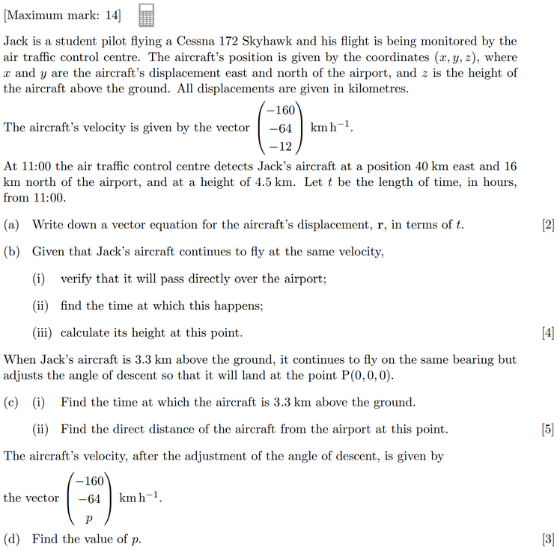 [Maximum mark: 14]
Jack is a student pilot flying a Cessna 172 Skyhawk and his flight is being monitored by the
air traffic control centre. The aircraft's position is given by the coordinates (x, y, z), where
x and y are the aircraft's displacement east and north of the airport, and z is the height of
the aircraft above the ground. All displacements are given in kilometres.
−160
The aircraft's velocity is given by the vector ( −64 ) km h⁻¹.
−12
At 11:00 the air traffic control centre detects Jack's aircraft at a position 40 km east and 16
km north of the airport, and at a height of 4.5 km. Let t be the length of time, in hours,
from 11:00.
(a) Write down a vector equation for the aircraft's displacement, r, in terms of t. [2]
(b) Given that Jack's aircraft continues to fly at the same velocity,
(i) verify that it will pass directly over the airport;
(ii) find the time at which this happens;
(iii) calculate its height at this point. [4]
When Jack's aircraft is 3.3 km above the ground, it continues to fly on the same bearing but
adjusts the angle of descent so that it will land at the point P(0, 0, 0).
(c) (i) Find the time at which the aircraft is 3.3 km above the ground.
(ii) Find the direct distance of the aircraft from the airport at this point. [5]
The aircraft's velocity, after the adjustment of the angle of descent, is given by
−160
the vector ( −64 ) km h⁻¹.
p
(d) Find the value of p. [3]